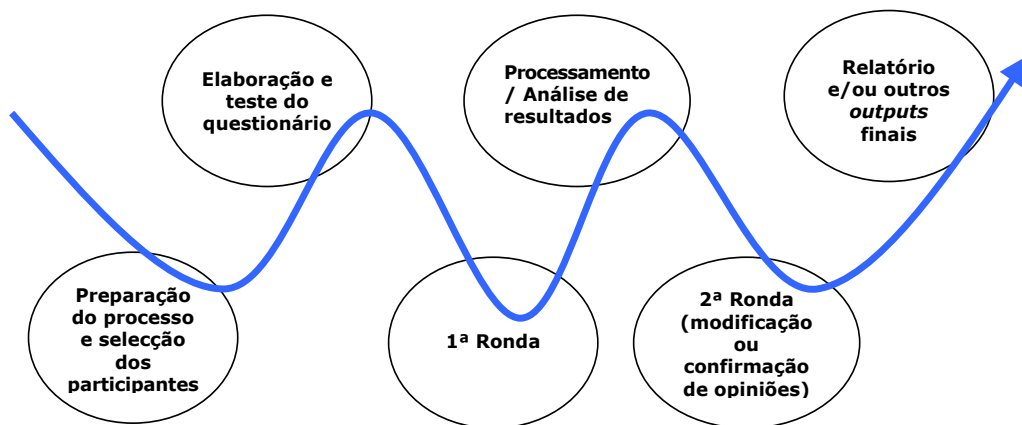 Elaboração e
teste do
questionário
Processamento
/ Análise de
resultados
Relatório
e/ou outros
outputs
finais
Preparação
do processo
e selecção
dos
participantes
1ª Ronda
2ª Ronda
(modificação
ou
confirmação
de opiniões)